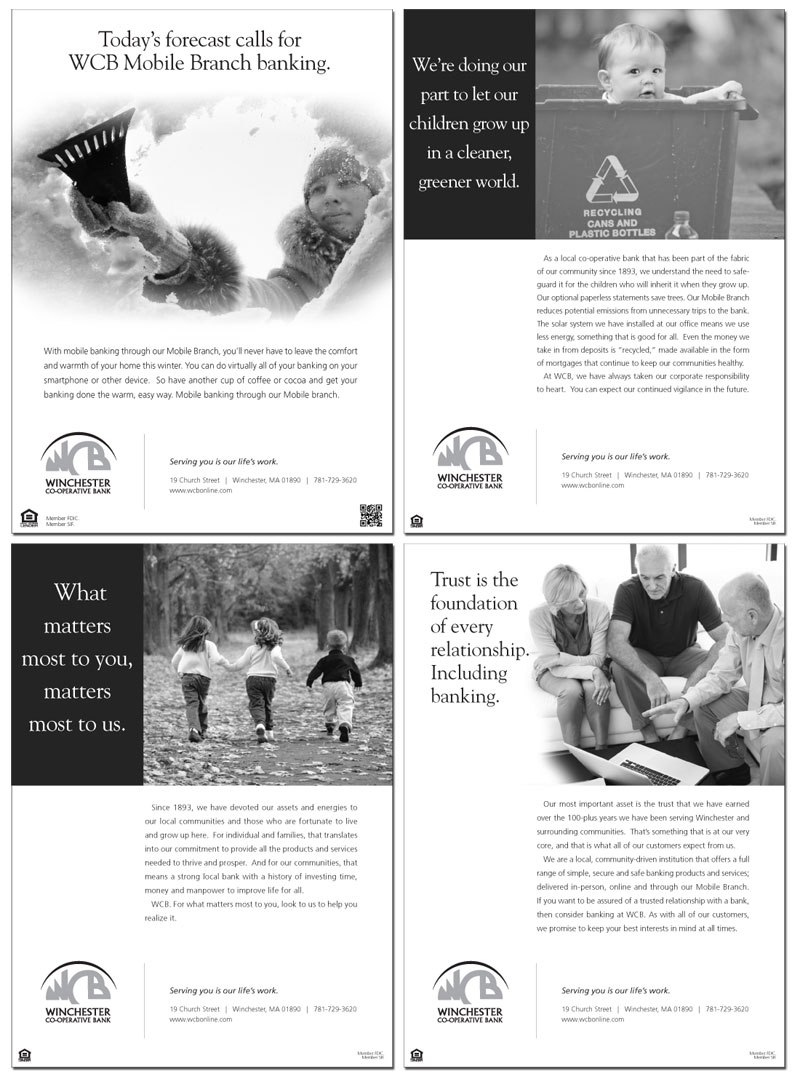 Today's forecast calls for
WCB Mobile Branch banking.
With mobile banking through our Mobile Branch, you'll never have to leave the comfort
and warmth of your home this winter. You can do virtually all of your banking on your
smartphone or other device.  So have another cup of coffee or cocoa and get your
banking done the warm, easy way. Mobile banking through our Mobile branch.
WCB
WINCHESTER
CO-OPERATIVE BANK
Serving you is our life's work.
19 Church Street | Winchester, MA 01890 | 781-729-3620
www.wcbonline.com
Member FDIC.
Member SIF.
We're doing our
part to let our
children grow up
in a cleaner,
greener world.
RECYCLING
CANS AND
PLASTIC BOTTLES
As a local co-operative bank that has been part of the fabric
of our community since 1893, we understand the need to safe-
guard it for the children who will inherit it when they grow up.
Our optional paperless statements save trees. Our Mobile Branch
reduces potential emissions from unnecessary trips to the bank.
The solar system we have installed at our office means we use
less energy, something that is good for all.  Even the money we
take in from deposits is "recycled," made available in the form
of mortgages that continue to keep our communities healthy.
At WCB, we have always taken our corporate responsibility
to heart.  You can expect our continued vigilance in the future.
WCB
WINCHESTER
CO-OPERATIVE BANK
Serving you is our life's work.
19 Church Street | Winchester, MA 01890 | 781-729-3620
www.wcbonline.com
Member FDIC.
Member SIF.
What
matters
most to you,
matters
most to us.
Since 1893, we have devoted our assets and energies to
our local communities and those who are fortunate to live
and grow up here.  For individual and families, that translates
into our commitment to provide all the products and services
needed to thrive and prosper.  And for our communities, that
means a strong local bank with a history of investing time,
money and manpower to improve life for all.
WCB. For what matters most to you, look to us to help you
realize it.
WCB
WINCHESTER
CO-OPERATIVE BANK
Serving you is our life's work.
19 Church Street | Winchester, MA 01890 | 781-729-3620
www.wcbonline.com
Member FDIC.
Member SIF.
Trust is the
foundation
of every
relationship.
Including
banking.
Our most important asset is the trust that we have earned
over the 100-plus years we have been serving Winchester and
surrounding communities.  That's something that is at our very
core, and that is what all of our customers expect from us.
We are a local, community-driven institution that offers a full
range of simple, secure and safe banking products and services;
delivered in-person, online and through our Mobile Branch.
If you want to be assured of a trusted relationship with a bank,
then consider banking at WCB. As with all of our customers,
we promise to keep your best interests in mind at all times.
WCB
WINCHESTER
CO-OPERATIVE BANK
Serving you is our life's work.
19 Church Street | Winchester, MA 01890 | 781-729-3620
www.wcbonline.com
Member FDIC.
Member SIF.